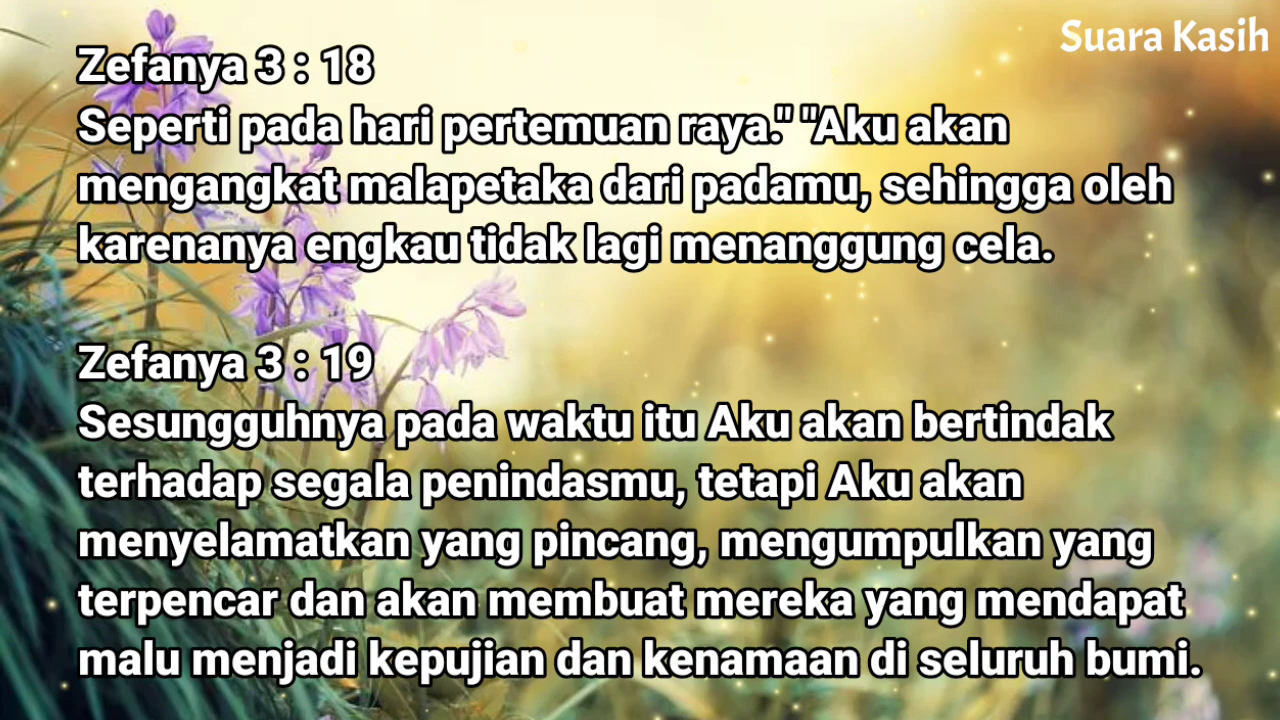 Suara Kasih
Zefanya 3 : 18
Seperti pada hari pertemuan raya." "Aku akan
mengangkat malapetaka dari padamu, sehingga oleh
karenanya engkau tidak lagi menanggung cela.
Zefanya 3 : 19
Sesungguhnya pada waktu itu Aku akan bertindak
terhadap segala penindasmu, tetapi Aku akan
menyelamatkan yang pincang, mengumpulkan yang
terpencar dan akan membuat mereka yang mendapat
malu menjadi kepujian dan kenamaan di seluruh bumi.